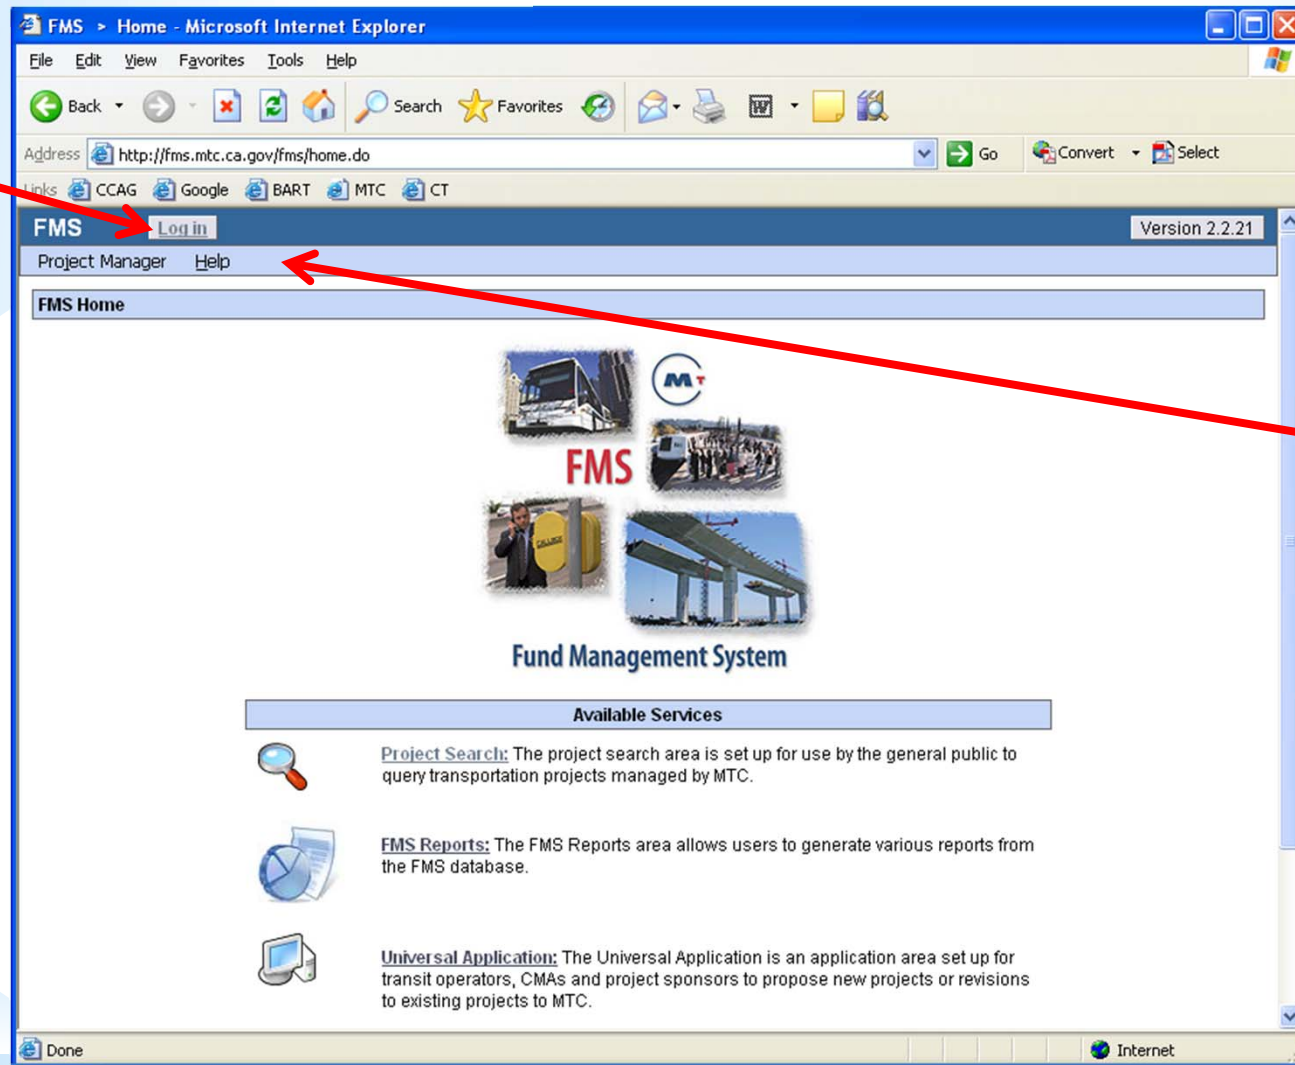 FMS > Home - Microsoft Internet Explorer
File Edit View Favorites Tools Help
Back Search Favorites
Address http://fms.mtc.ca.gov/fms/home.do Go Convert Select
Links CCAG Google BART MTC CT
FMS Log in Version 2.2.21
Project Manager Help
FMS Home
MT
FMS
CALL BOX
Fund Management System
Available Services
Project Search: The project search area is set up for use by the general public to
query transportation projects managed by MTC.
FMS Reports: The FMS Reports area allows users to generate various reports from
the FMS database.
Universal Application: The Universal Application is an application area set up for
transit operators, CMAs and project sponsors to propose new projects or revisions
to existing projects to MTC.
Done Internet